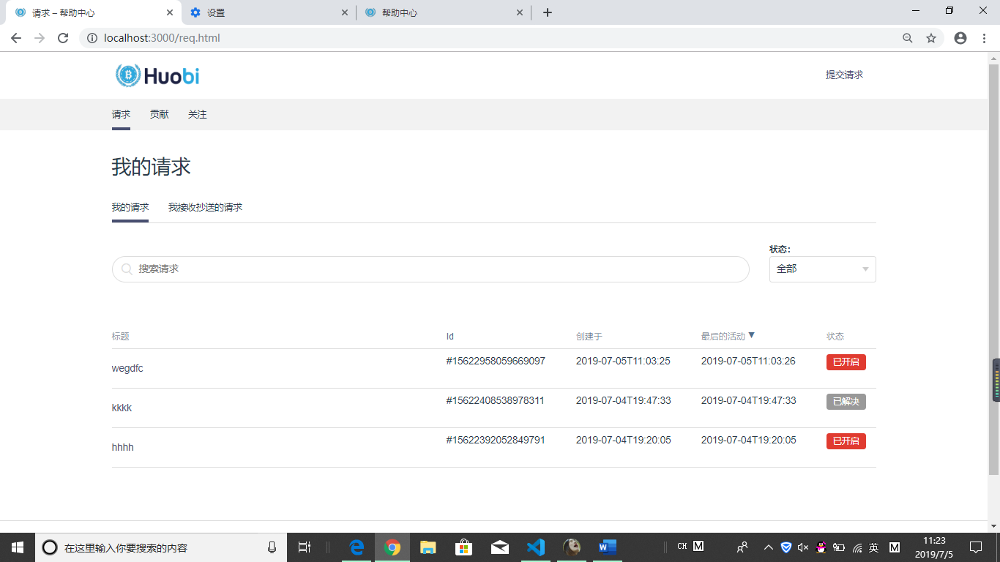 请求 – 帮助中心
设置
帮助中心
localhost:3000/req.html
Huobi
提交请求
请求 贡献 关注
我的请求
我的请求 我接收抄送的请求
状态：
搜索请求 全部
标题 Id 创建于 最后的活动 ▼ 状态
wegdfc #15622958059669097 2019-07-05T11:03:25 2019-07-05T11:03:26 已开启
kkkk #15622408538978311 2019-07-04T19:47:33 2019-07-04T19:47:33 已解决
hhhh #15622392052849791 2019-07-04T19:20:05 2019-07-04T19:20:05 已开启
在这里输入你要搜索的内容
CH M
英 M
11:23
2019/7/5